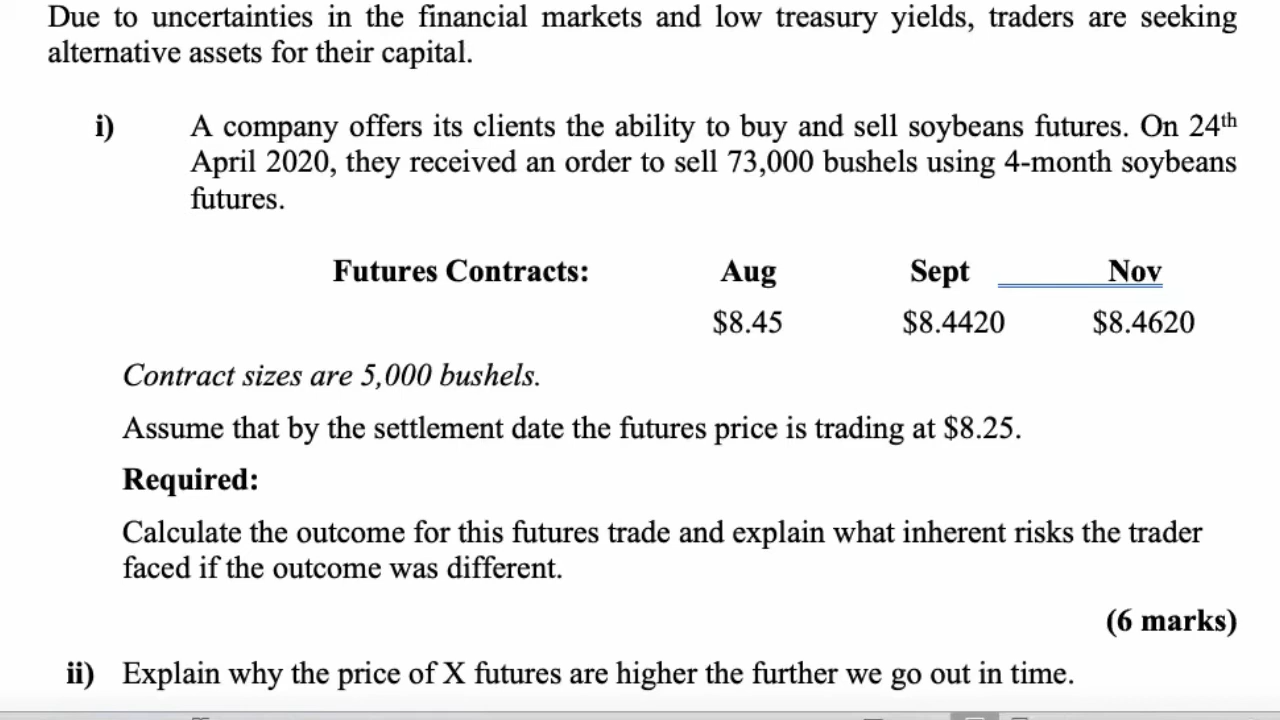 Due to uncertainties in the financial markets and low treasury yields, traders are seeking
alternative assets for their capital.
i) A company offers its clients the ability to buy and sell soybeans futures. On 24th
April 2020, they received an order to sell 73,000 bushels using 4-month soybeans
futures.
Futures Contracts: Aug Sept Nov
$8.45 $8.4420 $8.4620
Contract sizes are 5,000 bushels.
Assume that by the settlement date the futures price is trading at $8.25.
Required:
Calculate the outcome for this futures trade and explain what inherent risks the trader
faced if the outcome was different.
(6 marks)
ii) Explain why the price of X futures are higher the further we go out in time.